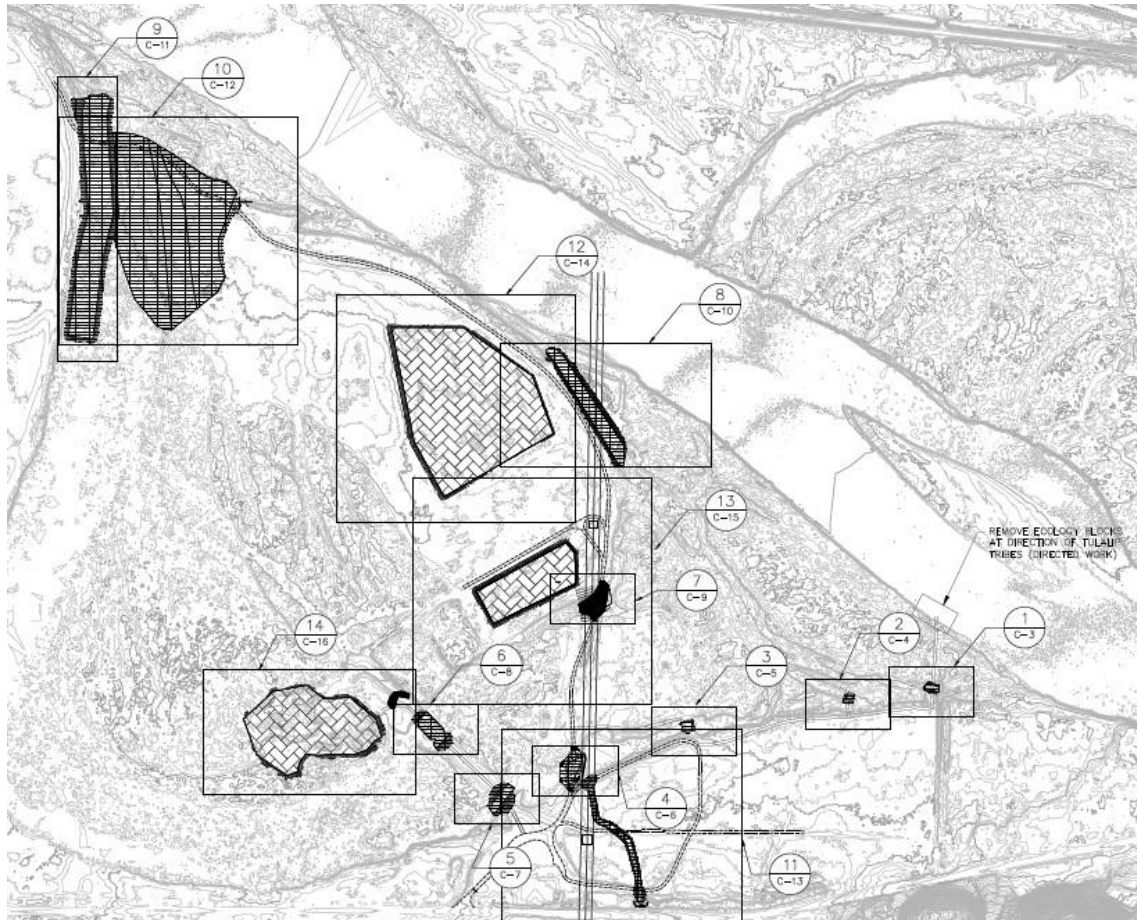 9
C-11
10
C-12
12
C-14
8
C-10
13
C-15
REMOVE ECOLOGY BLOCKS
AT DIRECTION OF TULALIP
TRIBES (DIRECTED WORK)
7
C-9
1
C-3
2
C-4
14
C-16
6
C-8
3
C-5
4
C-6
5
C-7
11
C-13